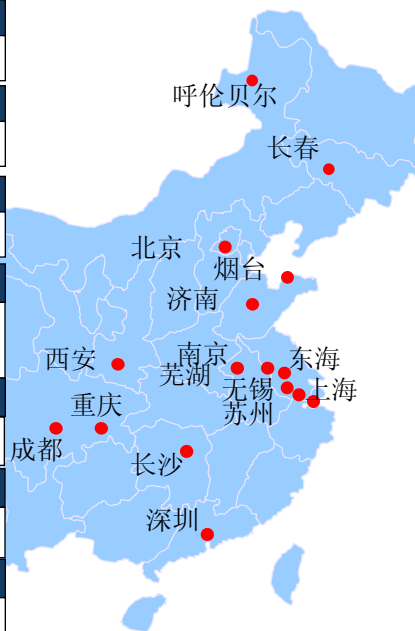 呼伦贝尔
长春
北京
烟台
济南
南京
东海
西安
芜湖
无锡
上海
重庆
苏州
成都
长沙
深圳